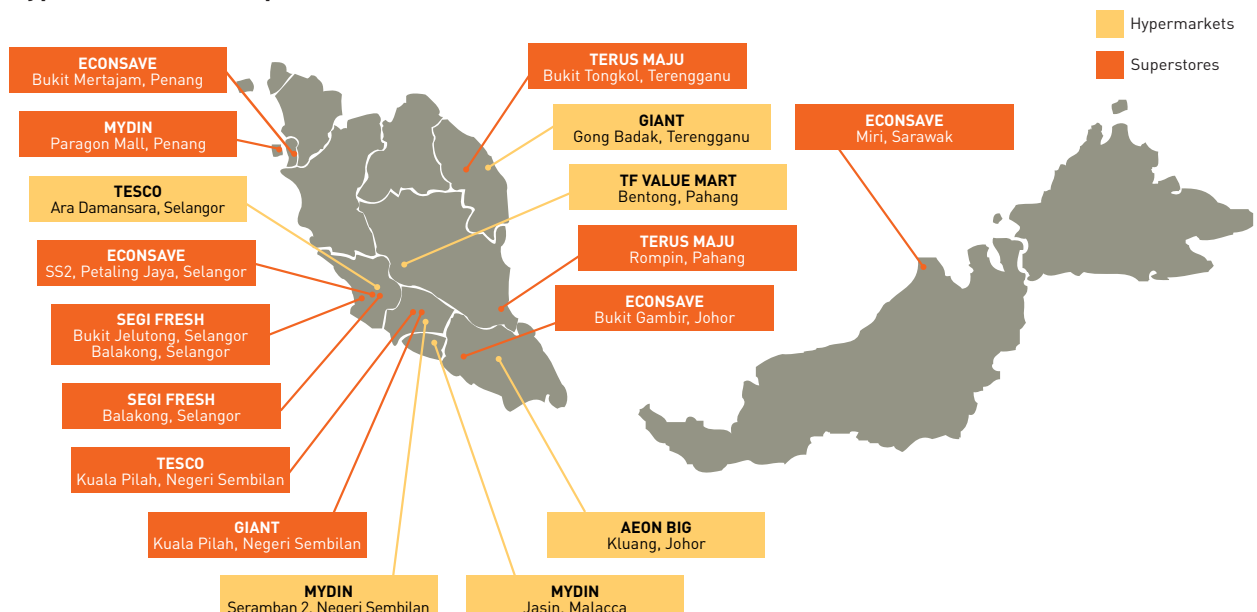 Hypermarkets
Superstores
ECONSAVE
Bukit Mertajam, Penang
MYDIN
Paragon Mall, Penang
TESCO
Ara Damansara, Selangor
ECONSAVE
SS2, Petaling Jaya, Selangor
SEGI FRESH
Bukit Jelutong, Selangor
Balakong, Selangor
SEGI FRESH
Balakong, Selangor
TESCO
Kuala Pilah, Negeri Sembilan
GIANT
Kuala Pilah, Negeri Sembilan
MYDIN
Seramban 2, Negeri Sembilan
MYDIN
Jasin, Malacca
AEON BIG
Kluang, Johor
TERUS MAJU
Bukit Tongkol, Terengganu
GIANT
Gong Badak, Terengganu
TF VALUE MART
Bentong, Pahang
TERUS MAJU
Rompin, Pahang
ECONSAVE
Bukit Gambir, Johor
ECONSAVE
Miri, Sarawak